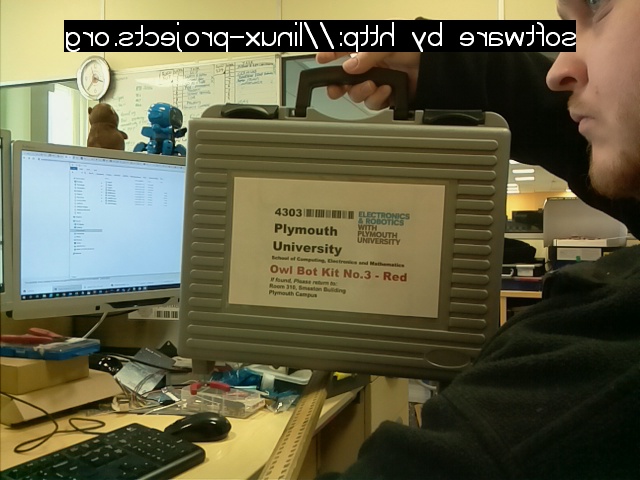 software by http://linux-projects.org
4303
ELECTRONICS
& ROBOTICS
WITH
PLYMOUTH
UNIVERSITY
Plymouth
University
School of Computing, Electronics and Mathematics
Owl Bot Kit No.3 - Red
If found, Please return to:
Room 310, Smeaton Building
Plymouth Campus